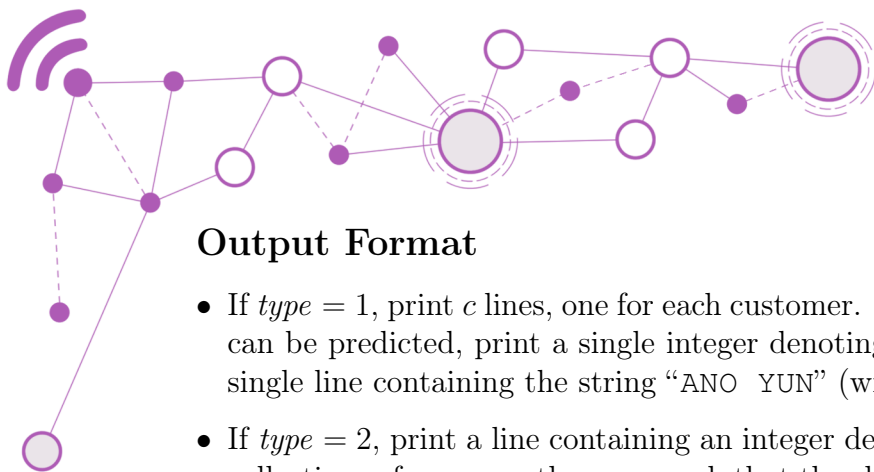 Output Format
• If type = 1, print c lines, one for each customer.
can be predicted, print a single integer denoting
single line containing the string “ANO YUN” (wi
• If type = 2, print a line containing an integer de